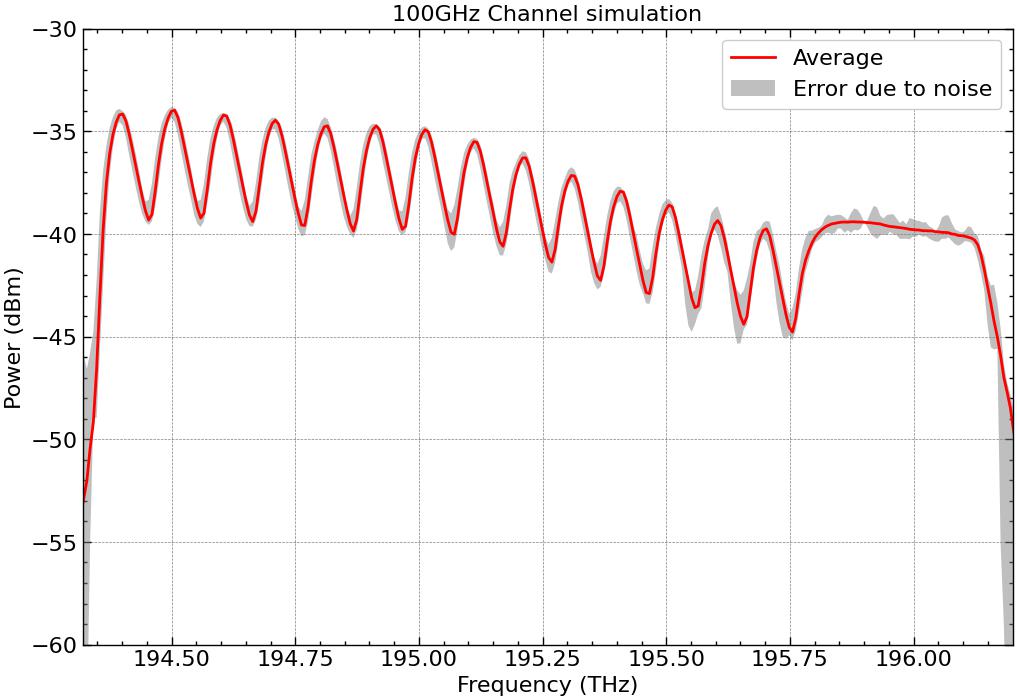 100GHz Channel simulation
Average
Error due to noise
Power (dBm)
−30
−35
−40
−45
−50
−55
−60
194.50 194.75 195.00 195.25 195.50 195.75 196.00
Frequency (THz)